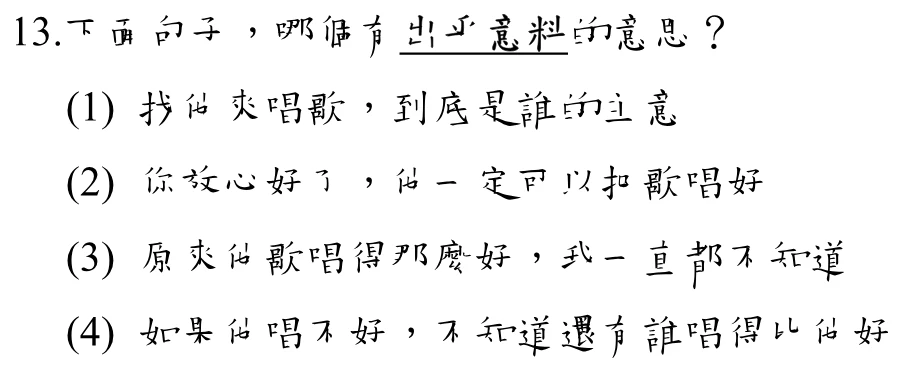 13.下面句子，哪個有出乎意料的意思？
(1) 找他來唱歌，到底是誰的主意
(2) 你放心好了，他一定可以把歌唱好
(3) 原來他歌唱得那麼好，我一直都不知道
(4) 如果他唱不好，不知道還有誰唱得比他好